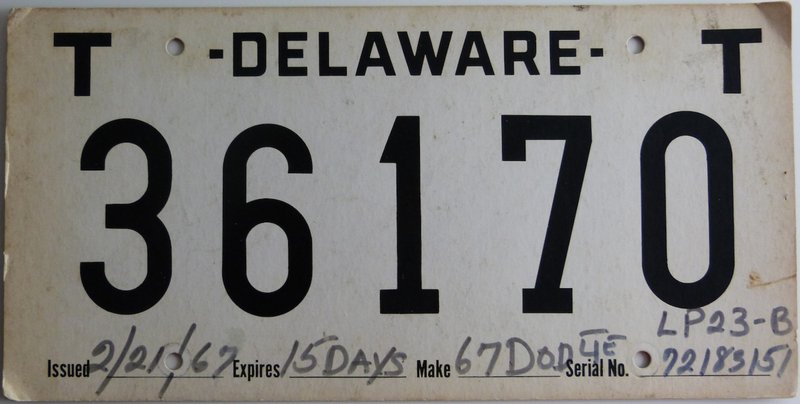 T -DELAWARE- T
36170
LP23-B
Issued 2/21/67 Expires 15 DAYS Make 67 DODGE Serial No. 72183151